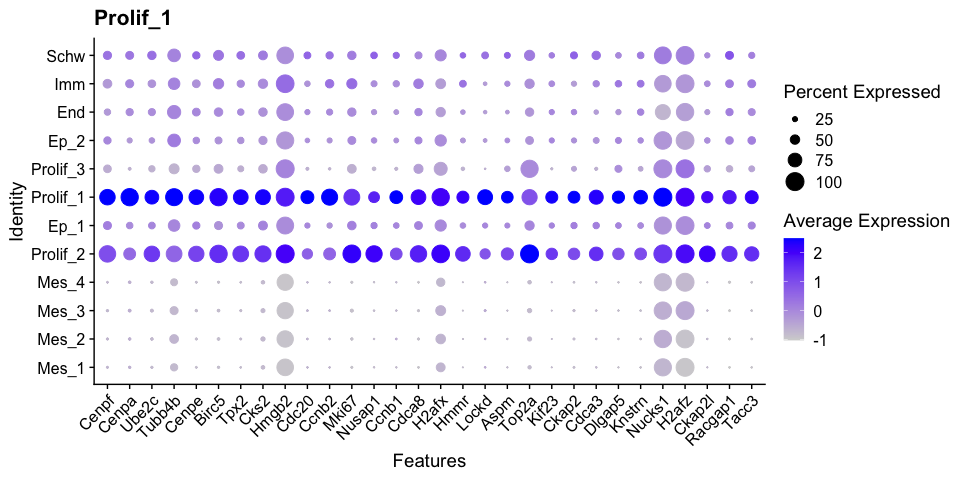 Prolif_1
Identity
Schw
Imm
End
Ep_2
Prolif_3
Prolif_1
Ep_1
Prolif_2
Mes_4
Mes_3
Mes_2
Mes_1
Cenpf
Cenpa
Ube2c
Tubb4b
Cenpe
Birc5
Tpx2
Cks2
Hmgb2
Cdc20
Ccnb2
Mki67
Nusap1
Ccnb1
Cdca8
H2afx
Hmmr
Lockd
Aspm
Top2a
Kif23
Ckap2
Cdca3
Dlgap5
Knstrn
Nucks1
H2afz
Ckap2l
Racgap1
Tacc3
Features
Percent Expressed
25
50
75
100
Average Expression
2
1
0
-1